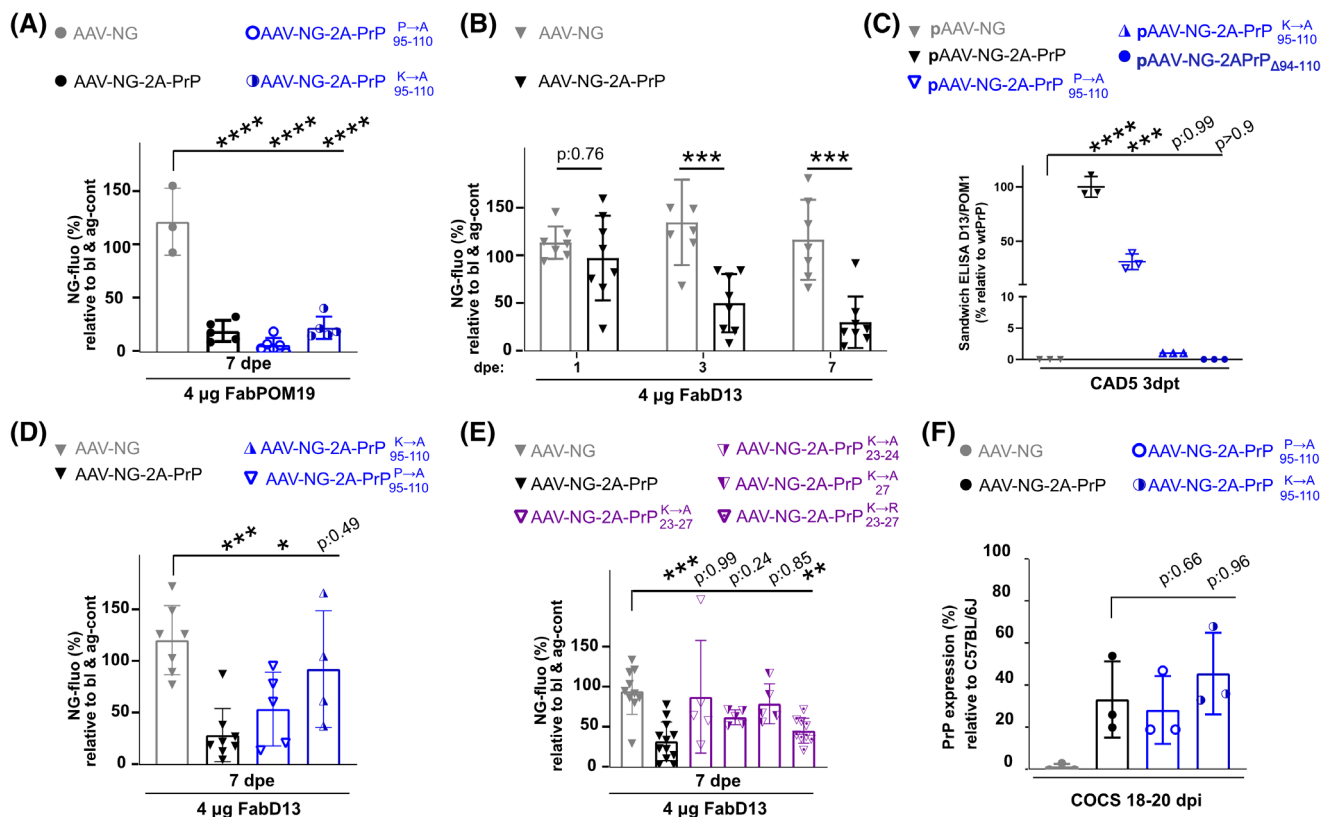 (A)
AAV-NG
AAV-NG-2A-PrP P→A 95-110
AAV-NG-2A-PrP
AAV-NG-2A-PrP K→A 95-110
**** **** ****
NG-fluo (%)
relative to bl & ag-cont
150
100
50
0
7 dpe
4 µg FabPOM19
(B)
AAV-NG
AAV-NG-2A-PrP
p:0.76
***
***
NG-fluo (%)
relative to bl & ag-cont
150
100
50
0
dpe: 1 3 7
4 µg FabD13
(C)
pAAV-NG
pAAV-NG-2A-PrP
pAAV-NG-2A-PrP P→A 95-110
pAAV-NG-2A-PrP K→A 95-110
pAAV-NG-2APrP Δ94-110
**** *** p:0.99 p>0.9
Sandwich ELISA D13/POM1
(% relativ to wtPrP)
100
50
10
5
0
CAD5 3dpt
(D)
AAV-NG
AAV-NG-2A-PrP
AAV-NG-2A-PrP K→A 95-110
AAV-NG-2A-PrP P→A 95-110
*** * p:0.49
NG-fluo (%)
relative to bl & ag-cont
150
100
50
0
7 dpe
4 µg FabD13
(E)
AAV-NG
AAV-NG-2A-PrP
AAV-NG-2A-PrP K→A 23-27
AAV-NG-2A-PrP K→A 23-24
AAV-NG-2A-PrP K→A 27
AAV-NG-2A-PrP K→R 23-27
*** p:0.99 p:0.24 p:0.85 **
NG-fluo (%)
relative to bl & ag-cont
150
100
50
0
7 dpe
4 µg FabD13
(F)
AAV-NG
AAV-NG-2A-PrP
AAV-NG-2A-PrP P→A 95-110
AAV-NG-2A-PrP K→A 95-110
p:0.66 p:0.96
PrP expression (%)
relative to C57BL/6J
100
80
60
40
20
0
COCS 18-20 dpi